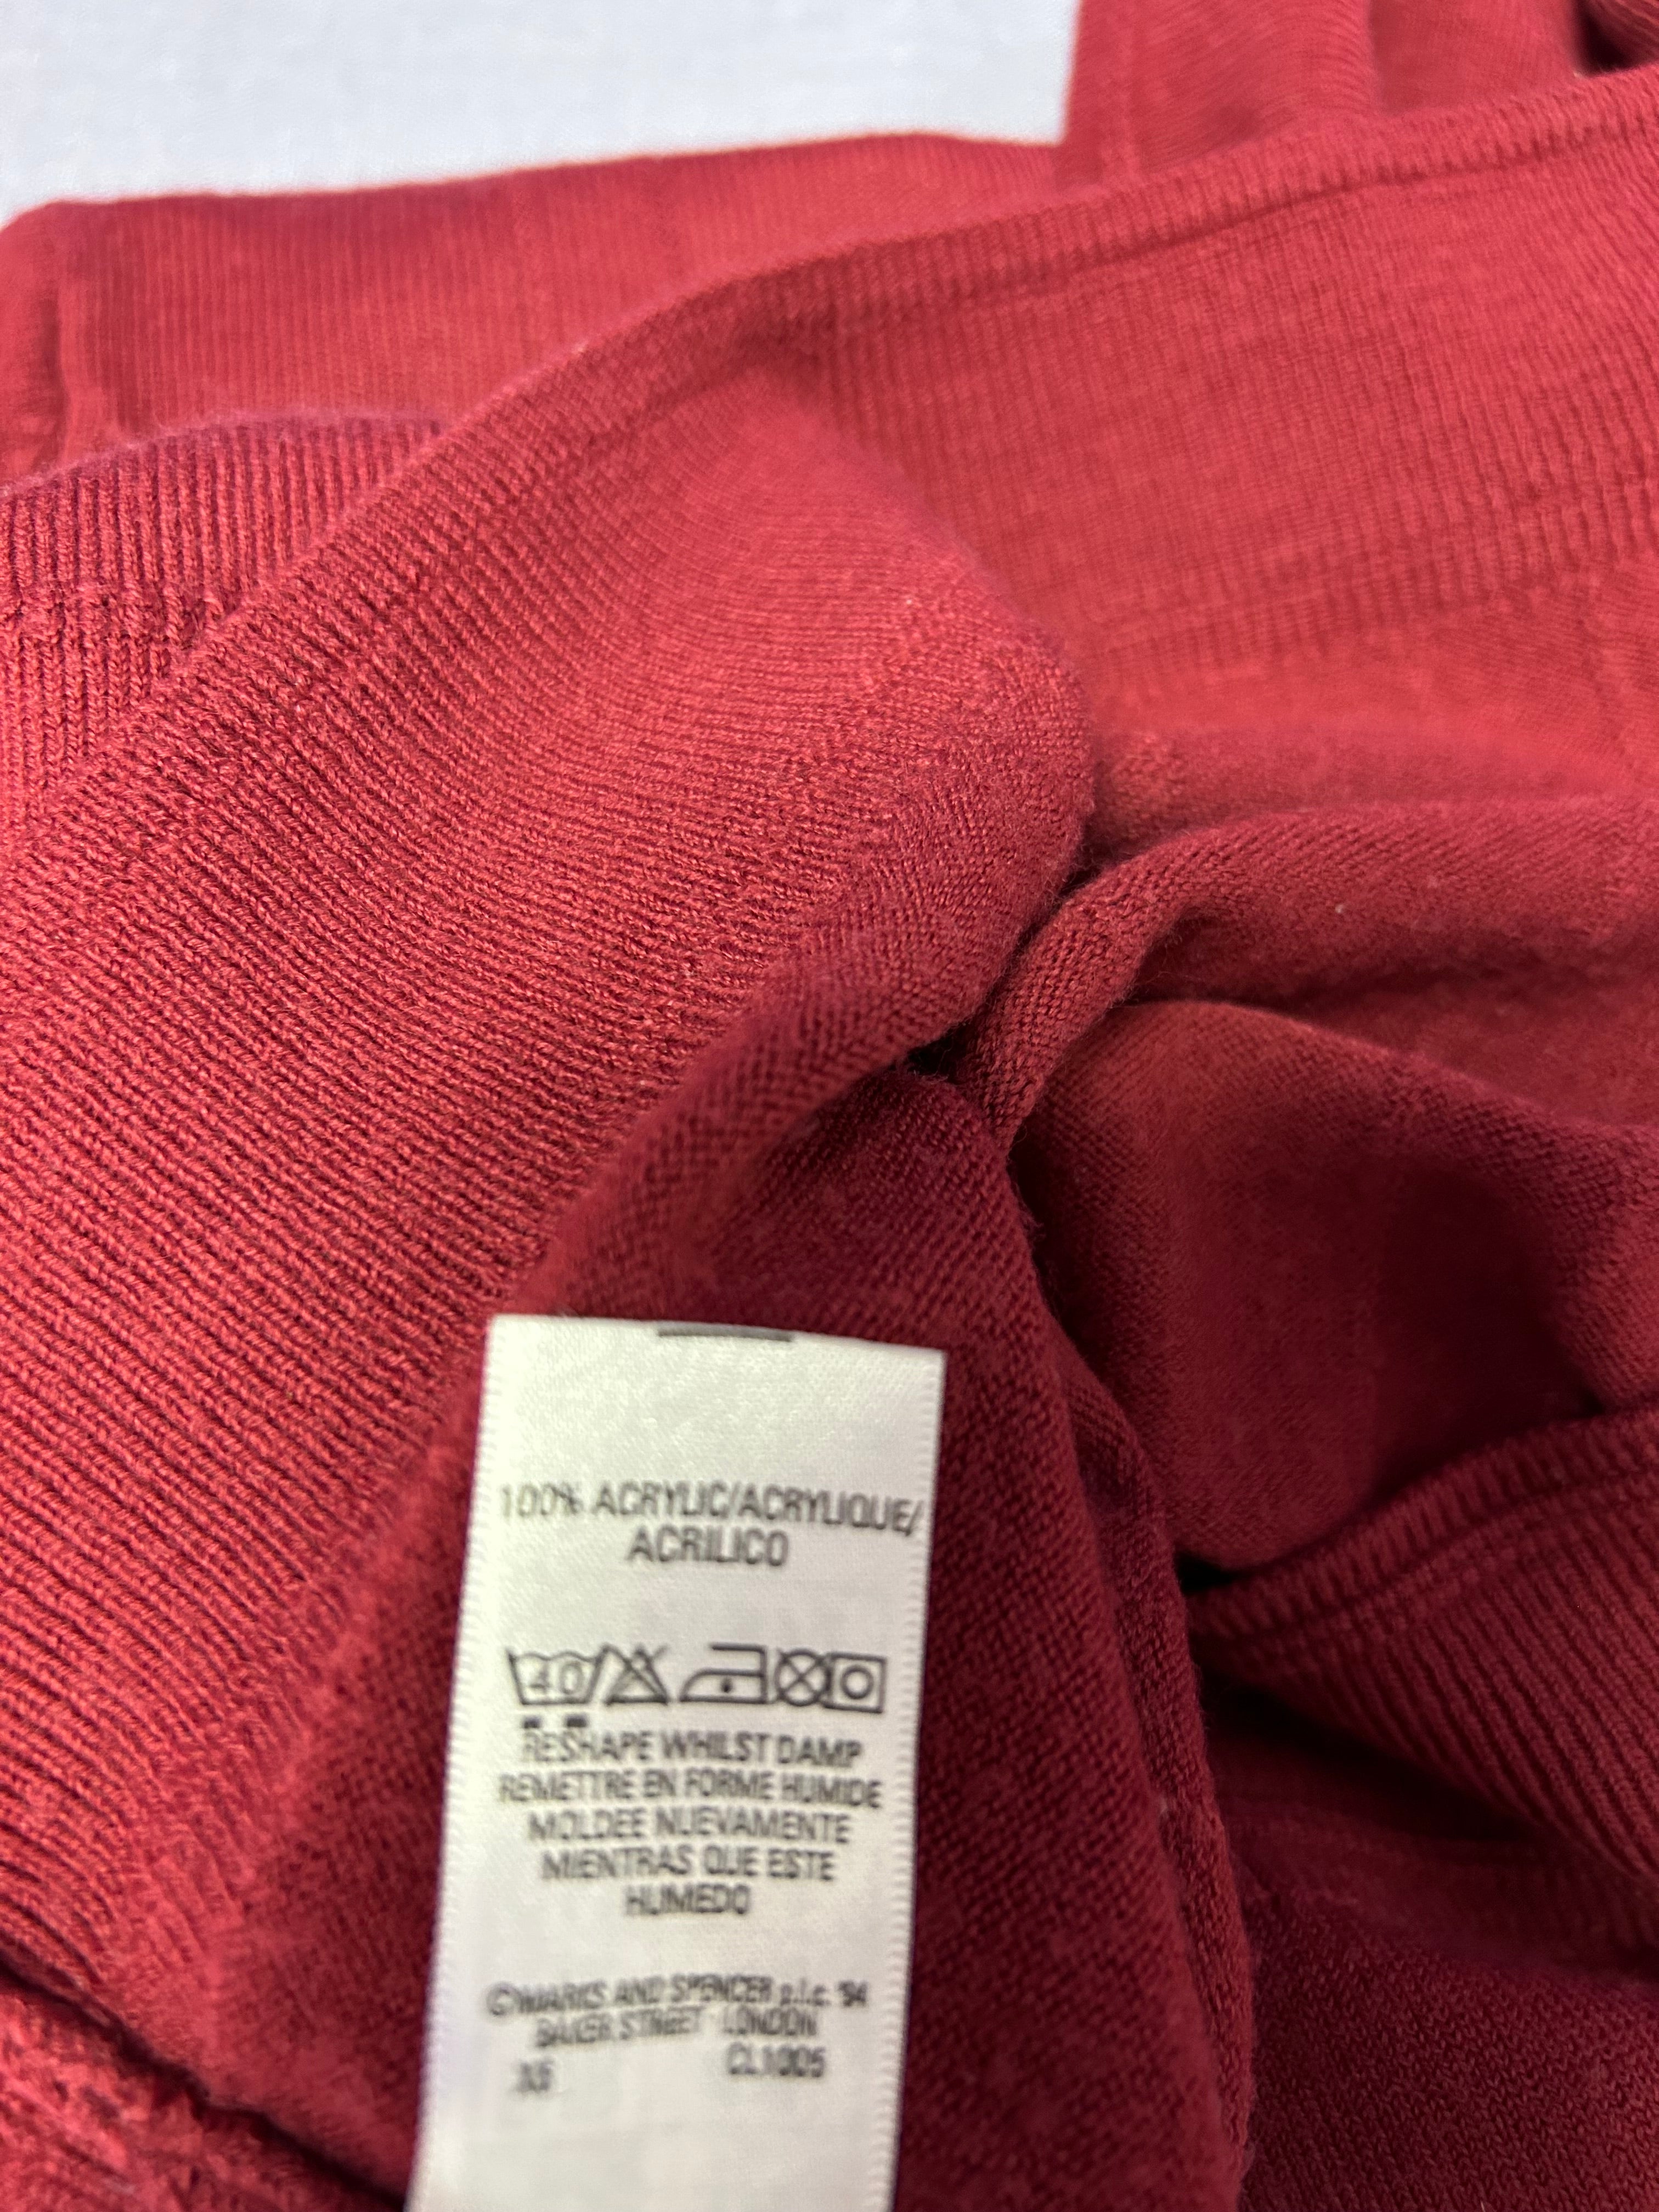 100% ACRYLIC/ACRYLIQUE/
ACRILICO
40
RESHAPE WHILST DAMP
REMETTRE EN FORME HUMIDE
MOLDEE NUEVAMENTE
MIENTRAS QUE ESTE
HUMEDO
©MARKS AND SPENCER p.l.c. '94
BAKER STREET LONDON
CL1005